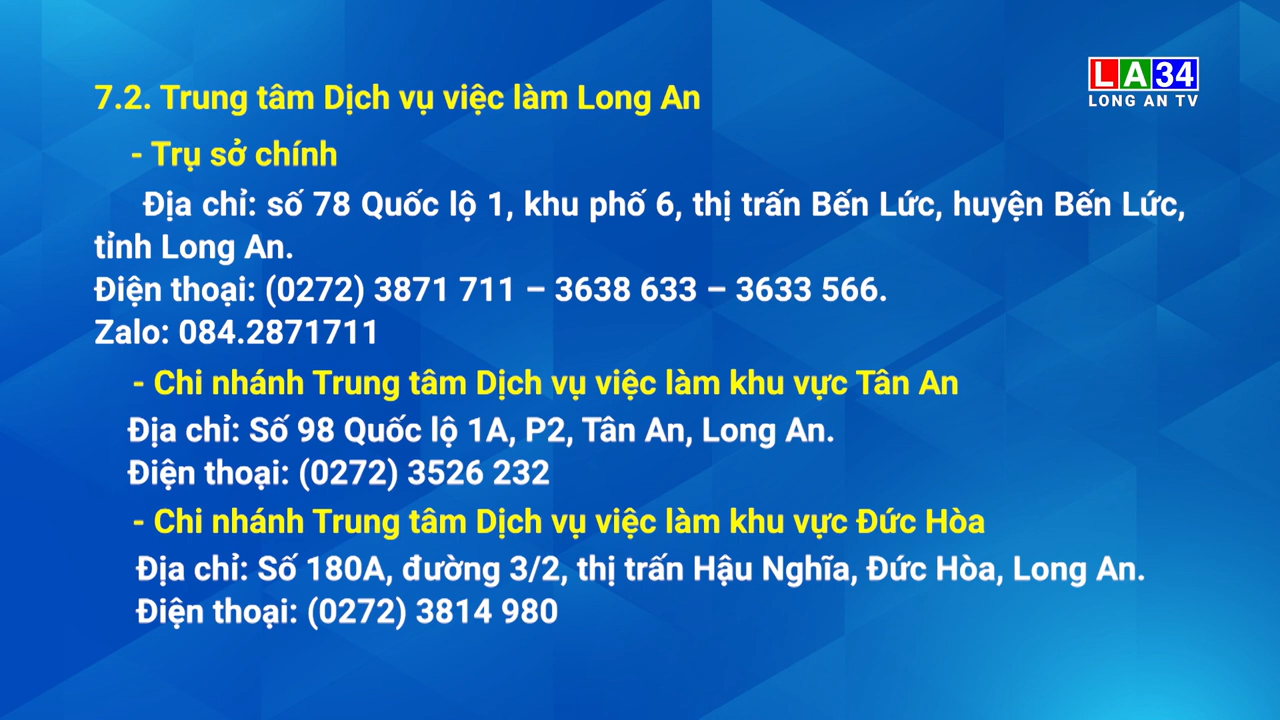 LA34
LONG AN TV
7.2. Trung tâm Dịch vụ việc làm Long An
- Trụ sở chính
Địa chỉ: số 78 Quốc lộ 1, khu phố 6, thị trấn Bến Lức, huyện Bến Lức,
tỉnh Long An.
Điện thoại: (0272) 3871 711 – 3638 633 – 3633 566.
Zalo: 084.2871711
- Chi nhánh Trung tâm Dịch vụ việc làm khu vực Tân An
Địa chỉ: Số 98 Quốc lộ 1A, P2, Tân An, Long An.
Điện thoại: (0272) 3526 232
- Chi nhánh Trung tâm Dịch vụ việc làm khu vực Đức Hòa
Địa chỉ: Số 180A, đường 3/2, thị trấn Hậu Nghĩa, Đức Hòa, Long An.
Điện thoại: (0272) 3814 980